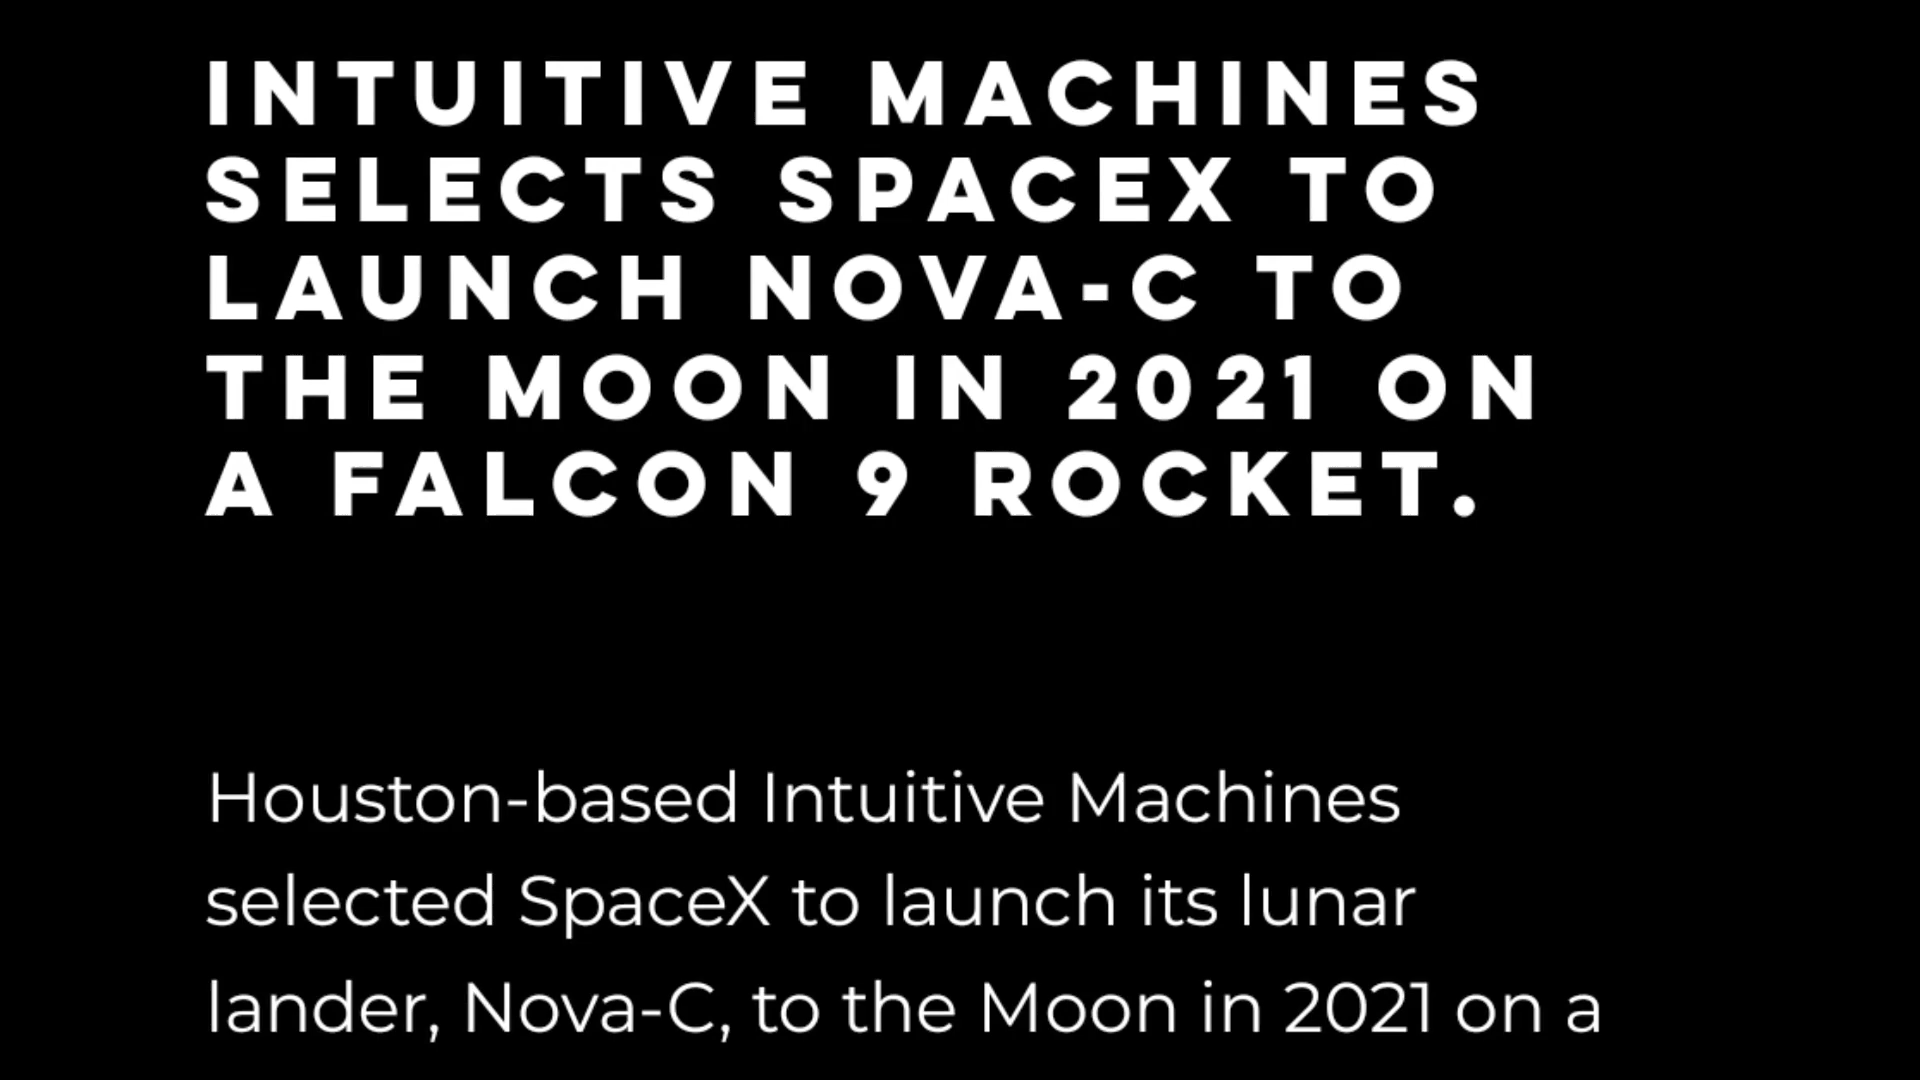 INTUITIVE MACHINES
SELECTS SPACEX TO
LAUNCH NOVA-C TO
THE MOON IN 2021 ON
A FALCON 9 ROCKET.
Houston-based Intuitive Machines
selected SpaceX to launch its lunar
lander, Nova-C, to the Moon in 2021 on a